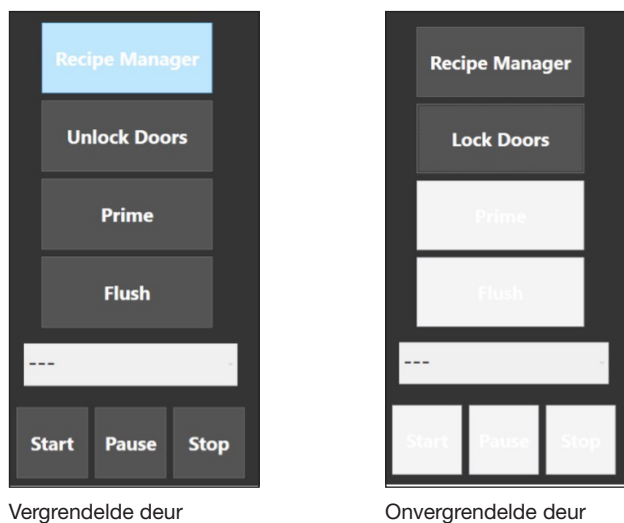 Recipe Manager
Unlock Doors
Prime
Flush
---
Start Pause Stop
Vergrendelde deur
Recipe Manager
Lock Doors
Prime
Flush
---
Start Pause Stop
Onvergrendelde deur